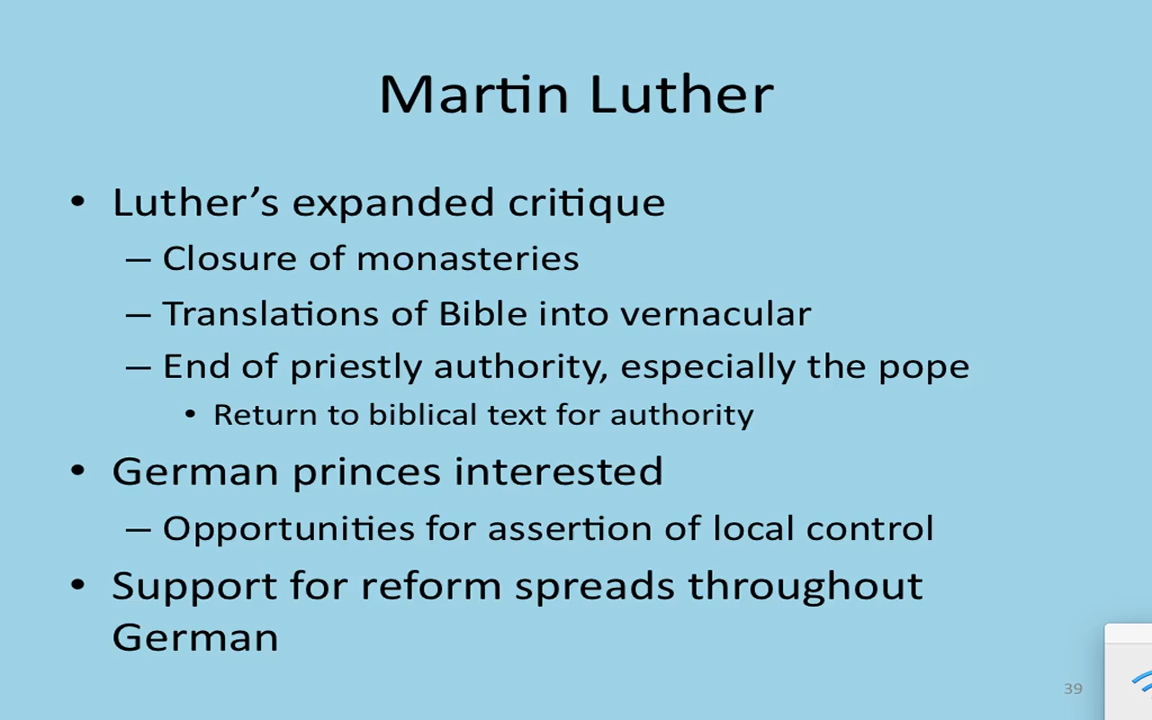 Martin Luther
• Luther’s expanded critique
– Closure of monasteries
– Translations of Bible into vernacular
– End of priestly authority, especially the pope
• Return to biblical text for authority
• German princes interested
– Opportunities for assertion of local control
• Support for reform spreads throughout
German
39